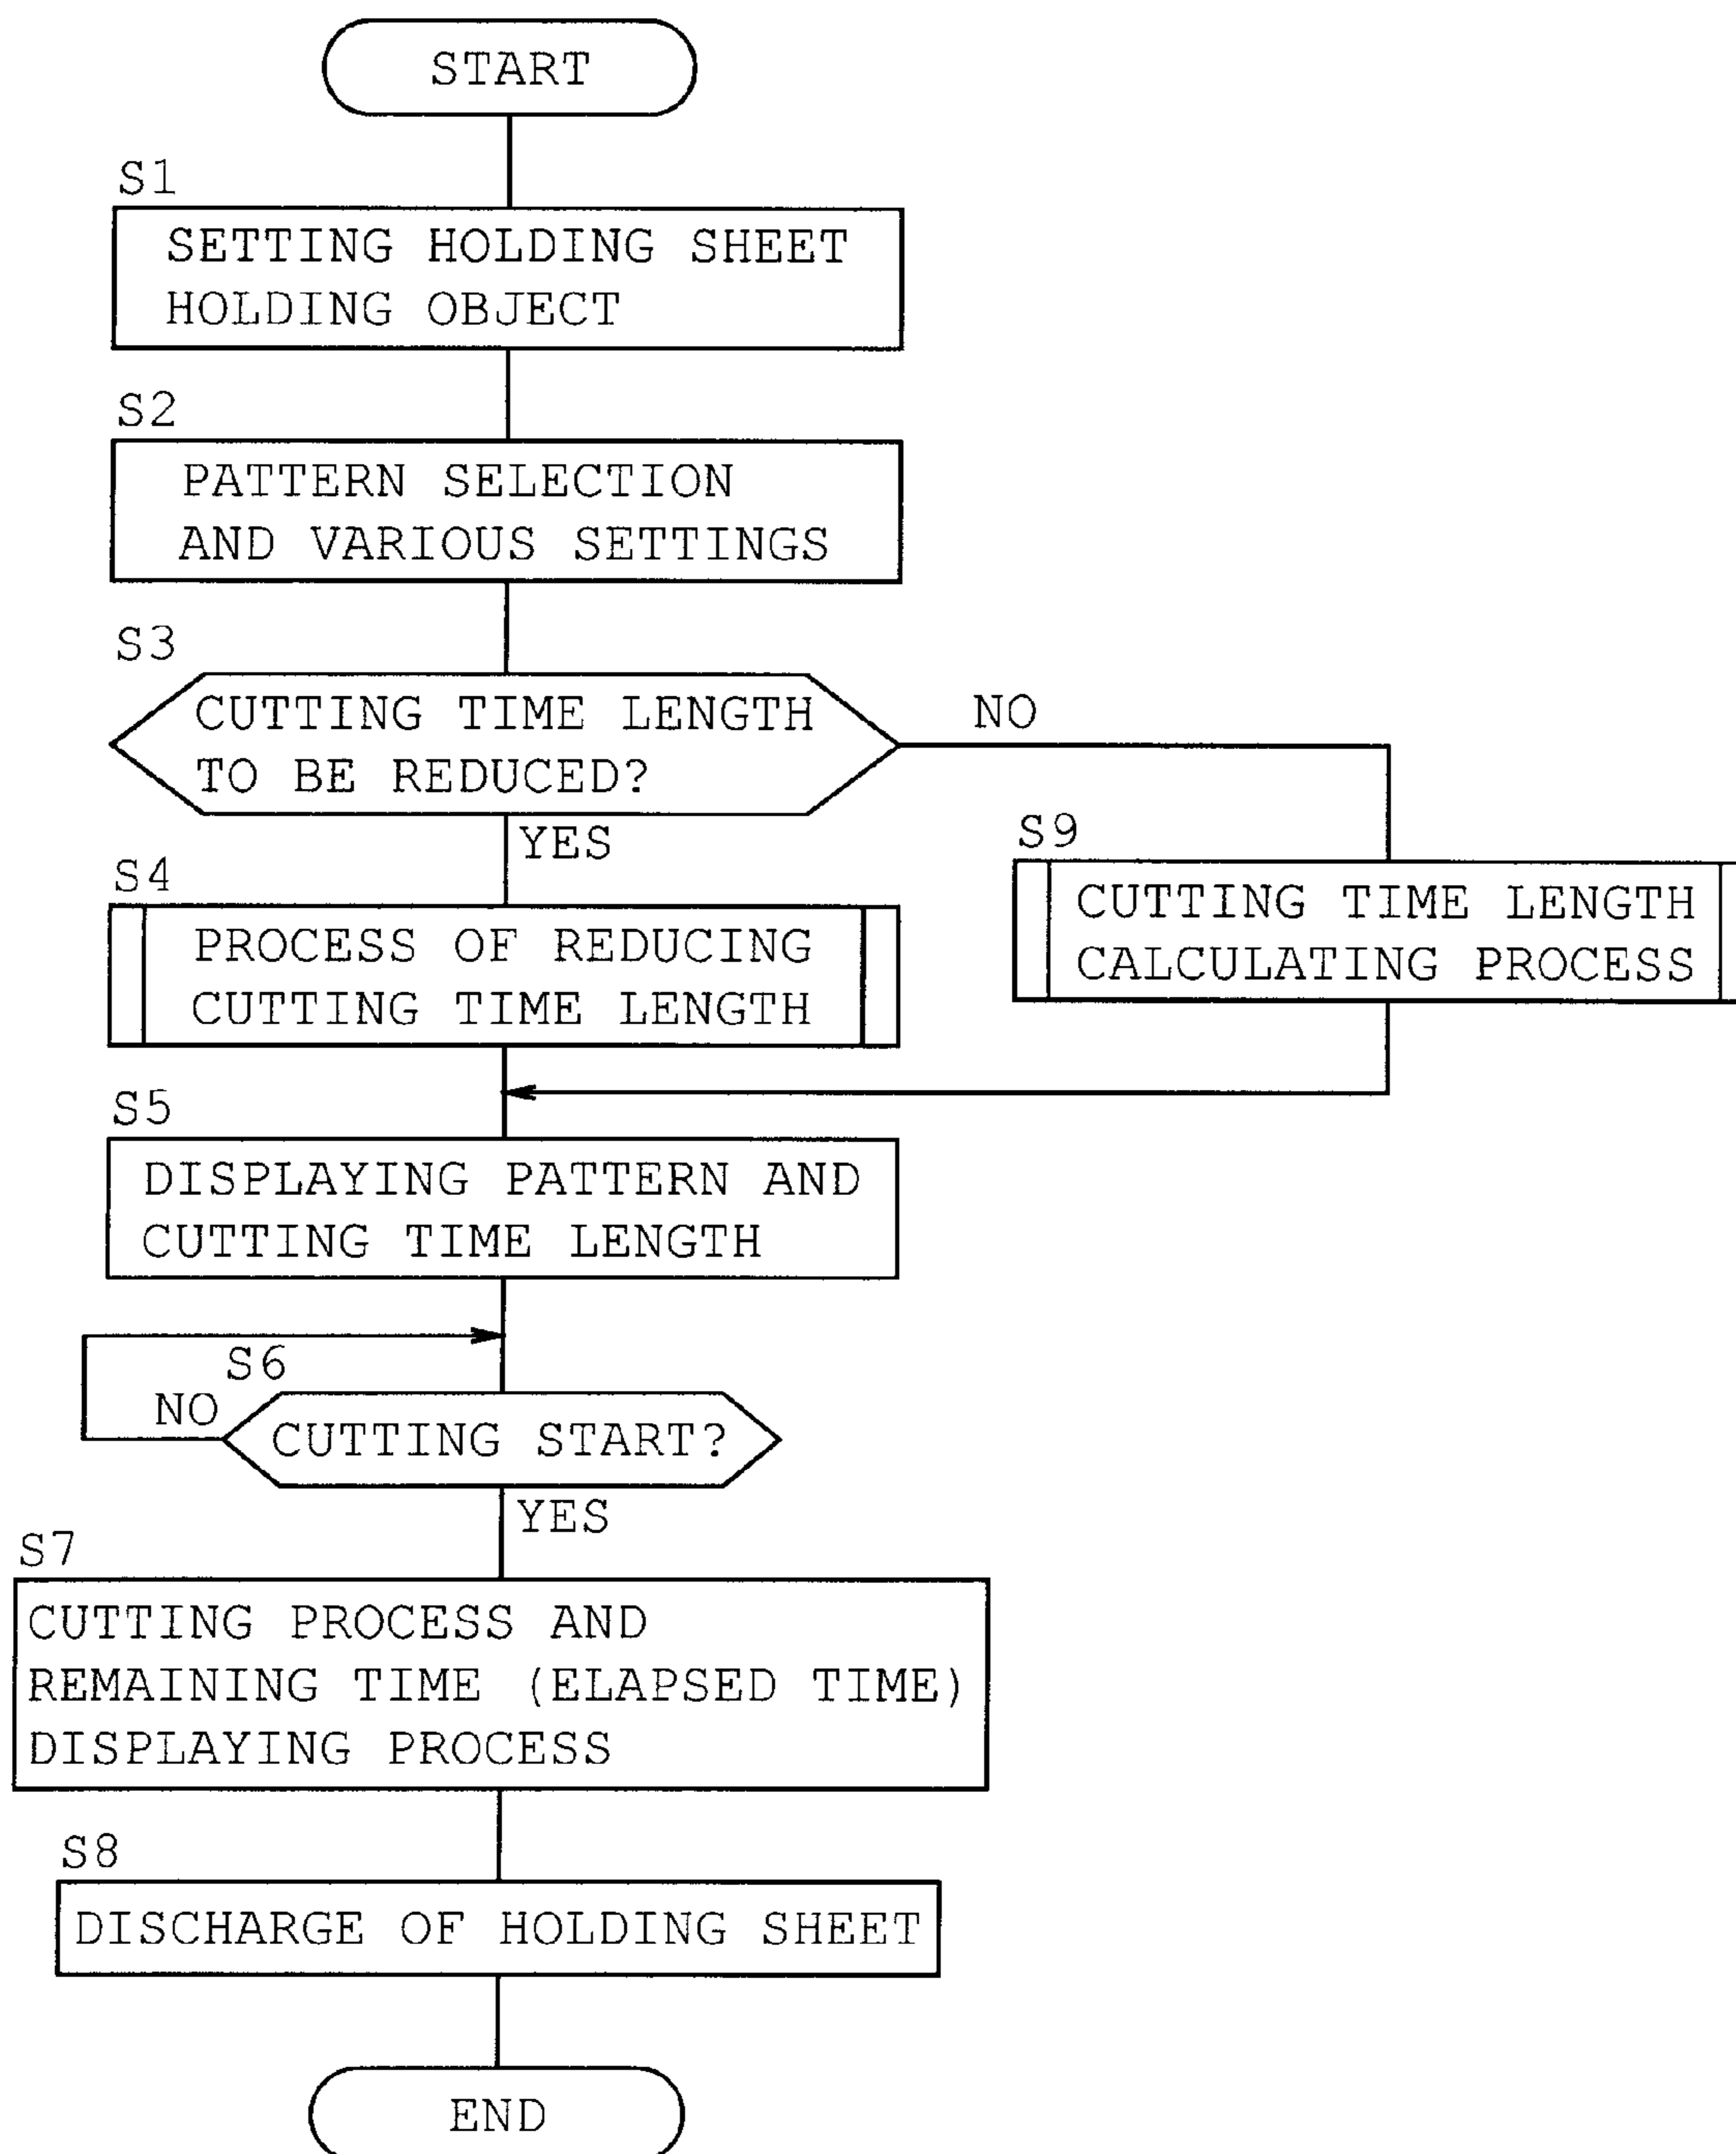 START
S1
SETTING HOLDING SHEET
HOLDING OBJECT
S2
PATTERN SELECTION
AND VARIOUS SETTINGS
S3
CUTTING TIME LENGTH
TO BE REDUCED?
NO
YES
S4
PROCESS OF REDUCING
CUTTING TIME LENGTH
S9
CUTTING TIME LENGTH
CALCULATING PROCESS
S5
DISPLAYING PATTERN AND
CUTTING TIME LENGTH
S6
NO
CUTTING START?
YES
S7
CUTTING PROCESS AND
REMAINING TIME (ELAPSED TIME)
DISPLAYING PROCESS
S8
DISCHARGE OF HOLDING SHEET
END